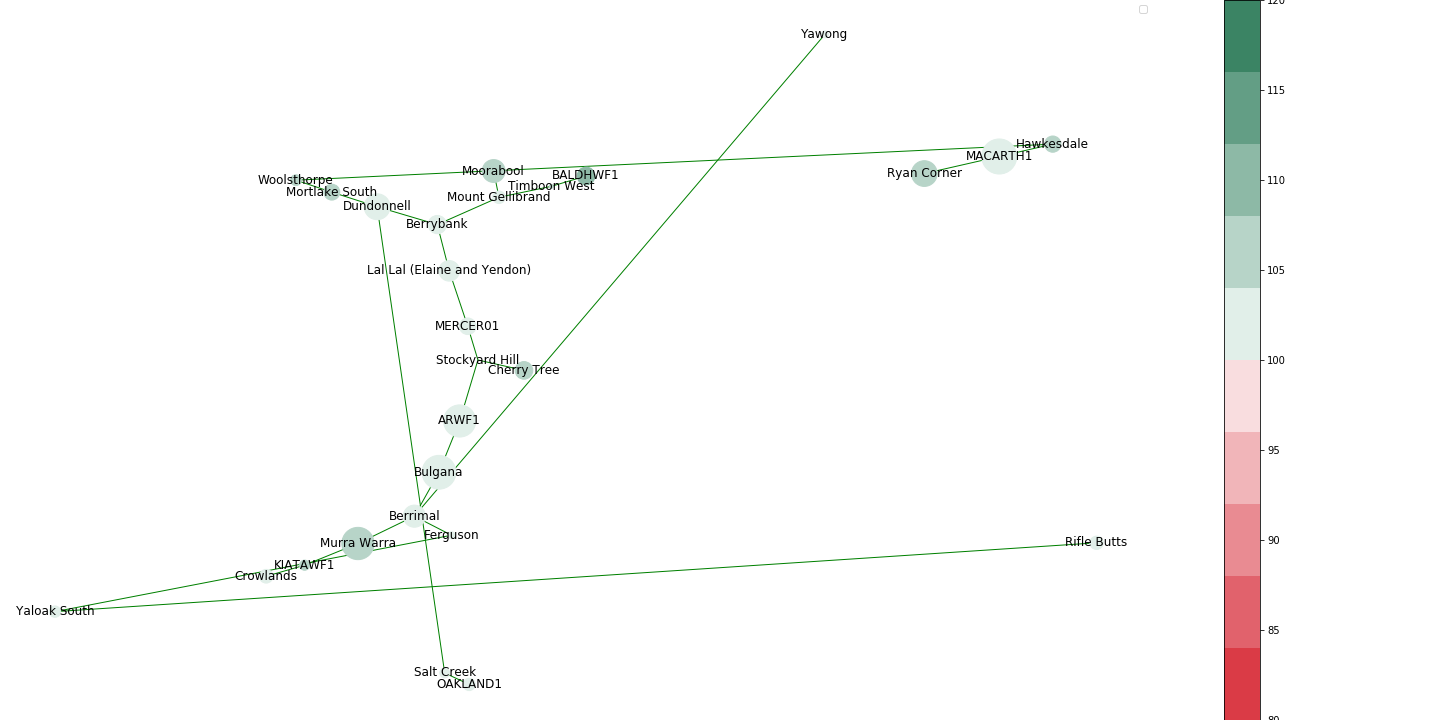 Yawong
Hawkesdale
MACARTH1
Ryan Corner
Moorabool
BALDHWF1
Woolsthorpe
Timboon West
Mortlake South
Mount Gellibrand
Dundonnell
Berrybank
Lal Lal (Elaine and Yendon)
MERCER01
Stockyard Hill
Cherry Tree
ARWF1
Bulgana
Berrimal
Ferguson
Murra Warra
Rifle Butts
KIATAWF1
Crowlands
Yaloak South
Salt Creek
OAKLAND1
120
115
110
105
100
95
90
85
80